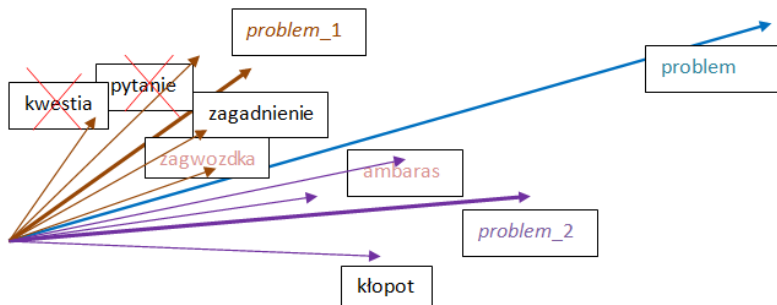 problem_1
problem
pytanie
kwestia
zagadnienie
zagwozdka
ambaras
problem_2
kłopot